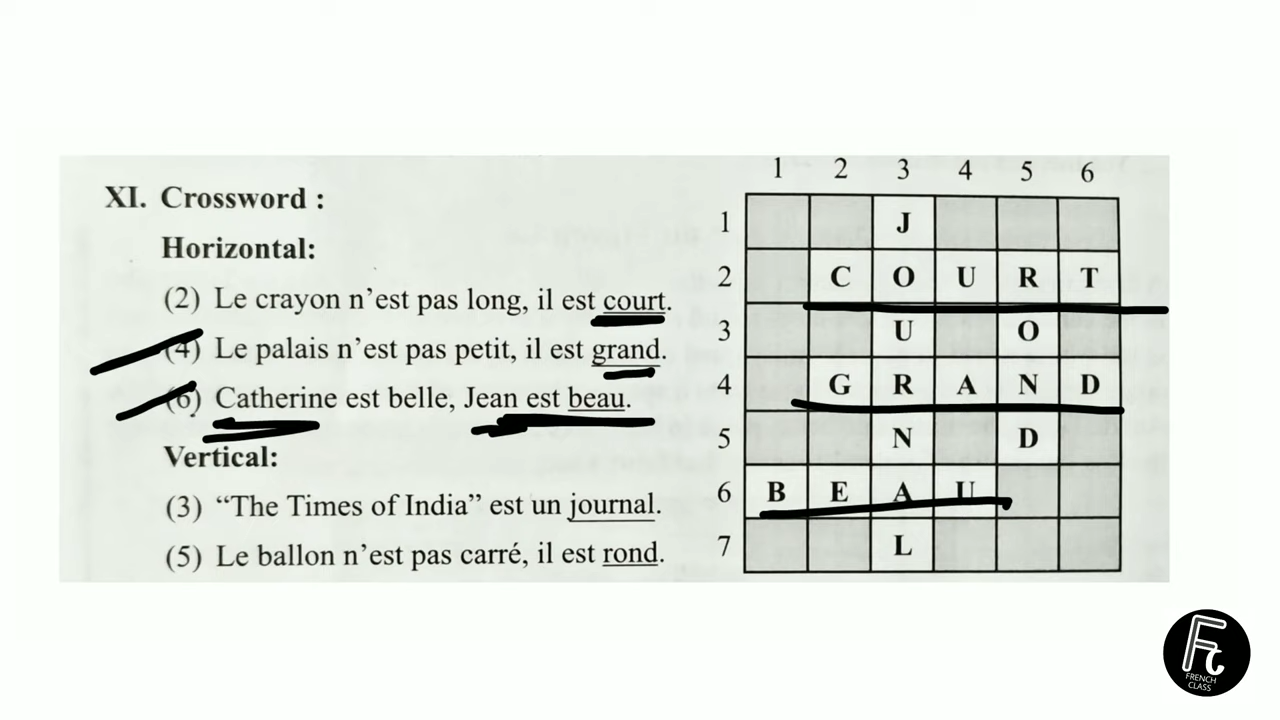 XI. Crossword :
Horizontal:
(2) Le crayon n’est pas long, il est court.
(4) Le palais n’est pas petit, il est grand.
(6) Catherine est belle, Jean est beau.
Vertical:
(3) “The Times of India” est un journal.
(5) Le ballon n’est pas carré, il est rond.
1 2 3 4 5 6
1 J
2 C O U R T
3 U O
4 G R A N D
5 N D
6 B E A U
7 L
FC
FRENCH
CLASS